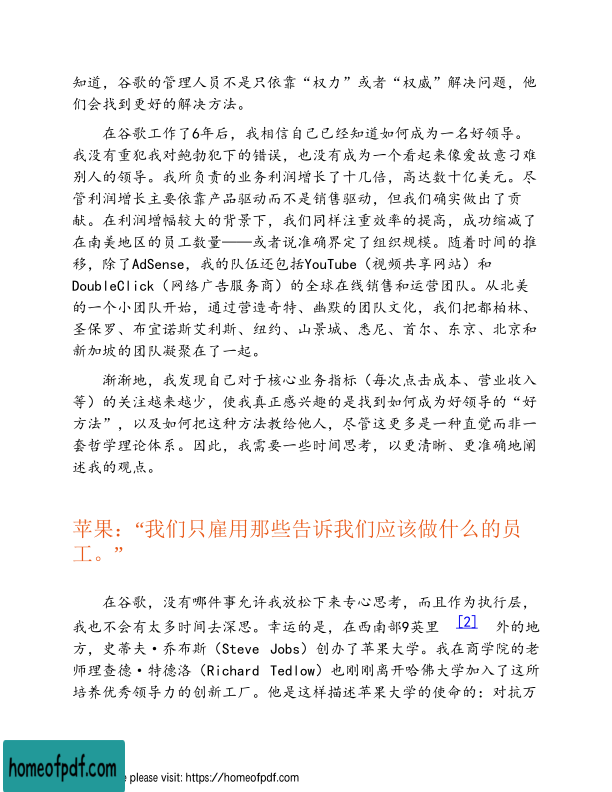 知道，谷歌的管理人员不是只依靠“权力”或者“权威”解决问题，他
们会找到更好的解决方法。
在谷歌工作了6年后，我相信自己已经知道如何成为一名好领导。
我没有重犯我对鲍勃犯下的错误，也没有成为一个看起来像爱故意刁难
别人的领导。我所负责的业务利润增长了十几倍，高达数十亿美元。尽
管利润增长主要依靠产品驱动而不是销售驱动，但我们确实做出了贡
献。在利润增幅较大的背景下，我们同样注重效率的提高，成功缩减了
在南美地区的员工数量——或者说准确界定了组织规模。随着时间的推
移，除了AdSense，我的队伍还包括YouTube（视频共享网站）和
DoubleClick（网络广告服务商）的全球在线销售和运营团队。从北美
的一个小团队开始，通过营造奇特、幽默的团队文化，我们把都柏林、
圣保罗、布宜诺斯艾利斯、纽约、山景城、悉尼、首尔、东京、北京和
新加坡的团队凝聚在了一起。
渐渐地，我发现自己对于核心业务指标（每次点击成本、营业收入
等）的关注越来越少，使我真正感兴趣的是找到如何成为好领导的“好
方法”，以及如何把这种方法教给他人，尽管这更多是一种直觉而非一
套哲学理论体系。因此，我需要一些时间思考，以更清晰、更准确地阐
述我的观点。
苹果：“我们只雇用那些告诉我们应该做什么的员
工。”
在谷歌，没有哪件事允许我放松下来专心思考，而且作为执行层，
我也不会有太多时间去深思。幸运的是，在西南部9英里[2]外的地
方，史蒂夫·乔布斯（Steve Jobs）创办了苹果大学。我在商学院的老
师理查德·特德洛（Richard Tedlow）也刚刚离开哈佛大学加入了这所
培养优秀领导力的创新工厂。他是这样描述苹果大学的使命的：对抗万
homeofpdf.com
e please visit: https://homeofpdf.com